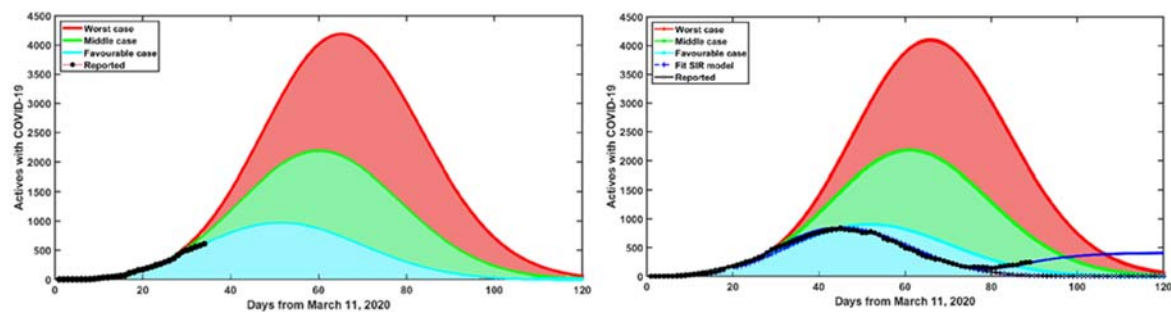 4500
4000
3500
3000
2500
2000
1500
1000
500
0
Actives with COVID-19
Worst case
Middle case
Favourable case
Reported
1 20 40 60 80 100 120
Days from March 11, 2020
4500
4000
3500
3000
2500
2000
1500
1000
500
0
Actives with COVID-19
Worst case
Middle case
Favourable case
Fit SIR model
Reported
1 20 40 60 80 100 120
Days from March 11, 2020